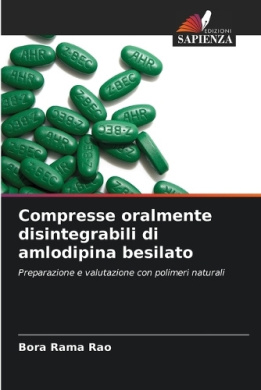 EDIZIONI
SAPIENZA
Compresse oralmente
disintegrabili di
amlodipina besilato
Preparazione e valutazione con polimeri naturali
Bora Rama Rao